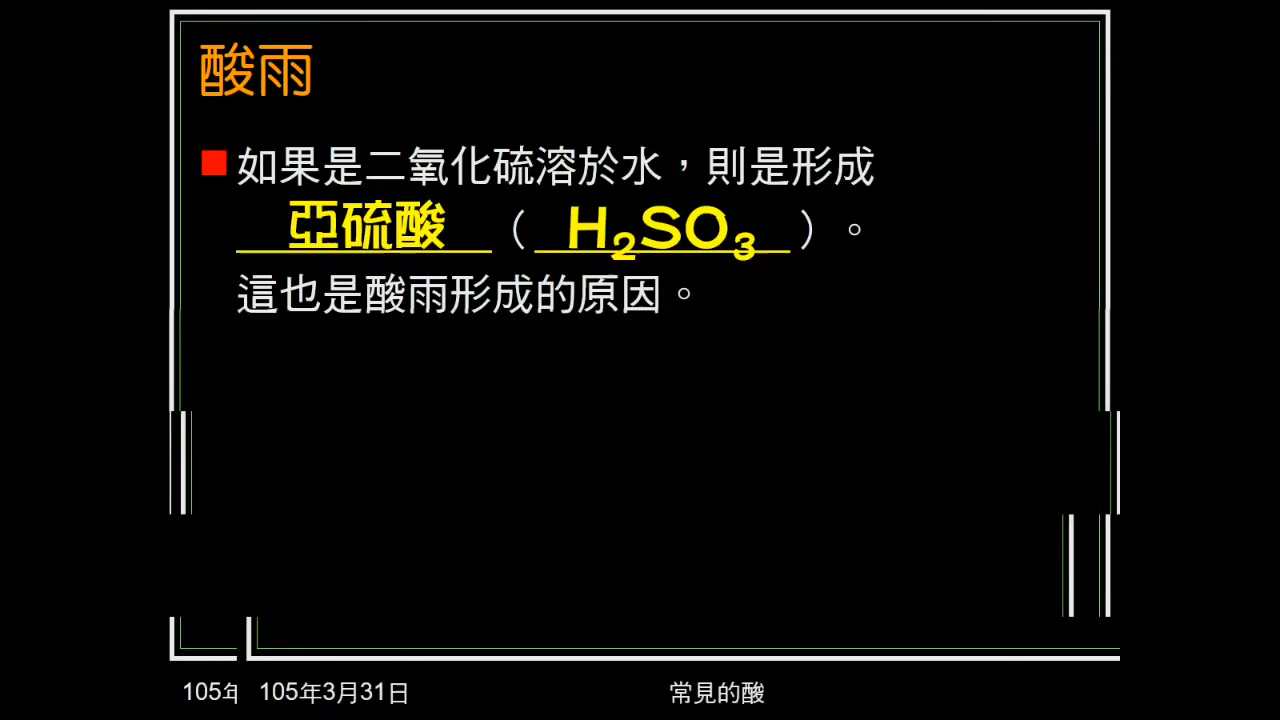 酸雨
如果是二氧化硫溶於水，則是形成
亞硫酸（H₂SO₃）。
這也是酸雨形成的原因。
105年 105年3月31日 常見的酸